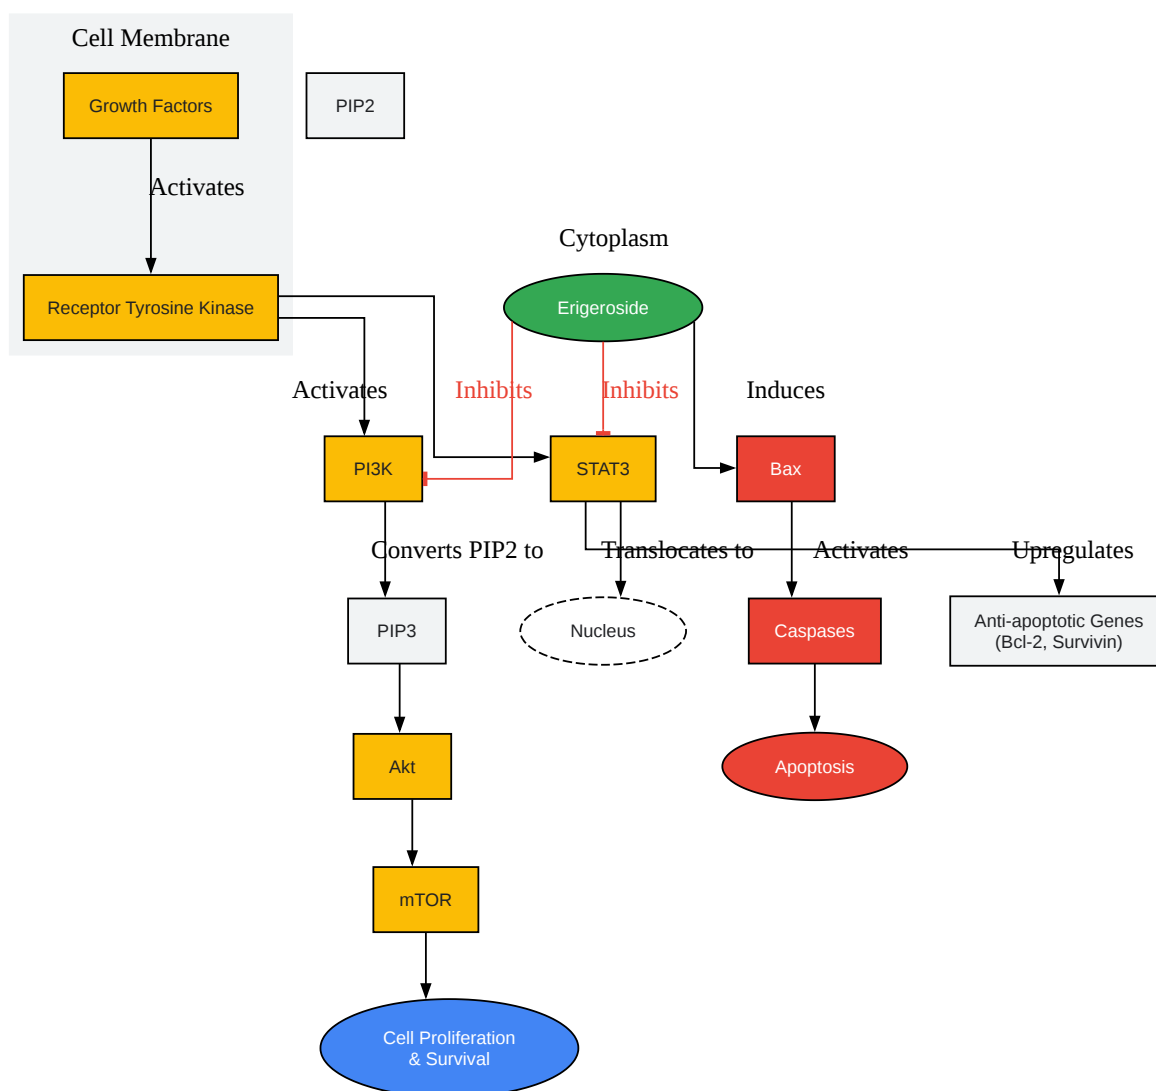 Cell Membrane
Growth Factors
PIP2
Activates
Cytoplasm
Receptor Tyrosine Kinase
Erigeroside
Activates
Inhibits
Inhibits
Induces
PI3K
STAT3
Bax
Converts PIP2 to
Translocates to
Activates
Upregulates
PIP3
Nucleus
Caspases
Anti-apoptotic Genes
(Bcl-2, Survivin)
Akt
Apoptosis
mTOR
Cell Proliferation
& Survival